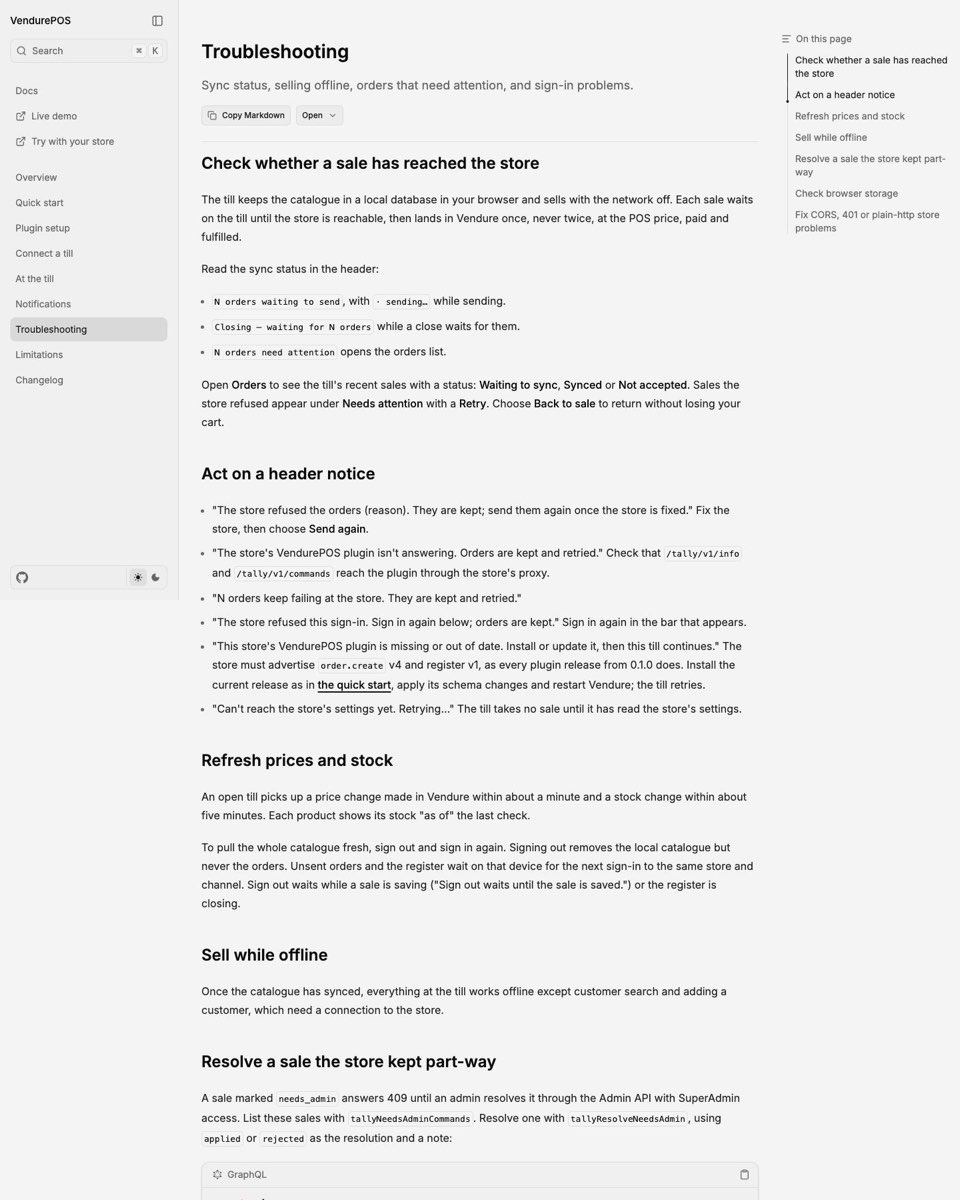 VendurePOS
Search
⌘ K
Docs
Live demo
Try with your store
Overview
Quick start
Plugin setup
Connect a till
At the till
Notifications
Troubleshooting
Limitations
Changelog
Troubleshooting
Sync status, selling offline, orders that need attention, and sign-in problems.
Copy Markdown
Open
Check whether a sale has reached the store
The till keeps the catalogue in a local database in your browser and sells with the network off. Each sale waits
on the till until the store is reachable, then lands in Vendure once, never twice, at the POS price, paid and
fulfilled.
Read the sync status in the header:
• N orders waiting to send, with · sending… while sending.
• Closing — waiting for N orders while a close waits for them.
• N orders need attention opens the orders list.
Open Orders to see the till's recent sales with a status: Waiting to sync, Synced or Not accepted. Sales the
store refused appear under Needs attention with a Retry. Choose Back to sale to return without losing your
cart.
Act on a header notice
• "The store refused the orders (reason). They are kept; send them again once the store is fixed." Fix the
store, then choose Send again.
• "The store's VendurePOS plugin isn't answering. Orders are kept and retried." Check that /tally/v1/info
and /tally/v1/commands reach the plugin through the store's proxy.
• "N orders keep failing at the store. They are kept and retried."
• "The store refused this sign-in. Sign in again below; orders are kept." Sign in again in the bar that appears.
• "This store's VendurePOS plugin is missing or out of date. Install or update it, then this till continues." The
store must advertise order.create v4 and register v1, as every plugin release from 0.1.0 does. Install the
current release as in the quick start, apply its schema changes and restart Vendure; the till retries.
• "Can't reach the store's settings yet. Retrying..." The till takes no sale until it has read the store's settings.
Refresh prices and stock
An open till picks up a price change made in Vendure within about a minute and a stock change within about
five minutes. Each product shows its stock "as of" the last check.
To pull the whole catalogue fresh, sign out and sign in again. Signing out removes the local catalogue but
never the orders. Unsent orders and the register wait on that device for the next sign-in to the same store and
channel. Sign out waits while a sale is saving ("Sign out waits until the sale is saved.") or the register is
closing.
Sell while offline
Once the catalogue has synced, everything at the till works offline except customer search and adding a
customer, which need a connection to the store.
Resolve a sale the store kept part-way
A sale marked needs_admin answers 409 until an admin resolves it through the Admin API with SuperAdmin
access. List these sales with tallyNeedsAdminCommands. Resolve one with tallyResolveNeedsAdmin, using
applied or rejected as the resolution and a note:
GraphQL
On this page
Check whether a sale has reached
the store
Act on a header notice
Refresh prices and stock
Sell while offline
Resolve a sale the store kept part-
way
Check browser storage
Fix CORS, 401 or plain-http store
problems